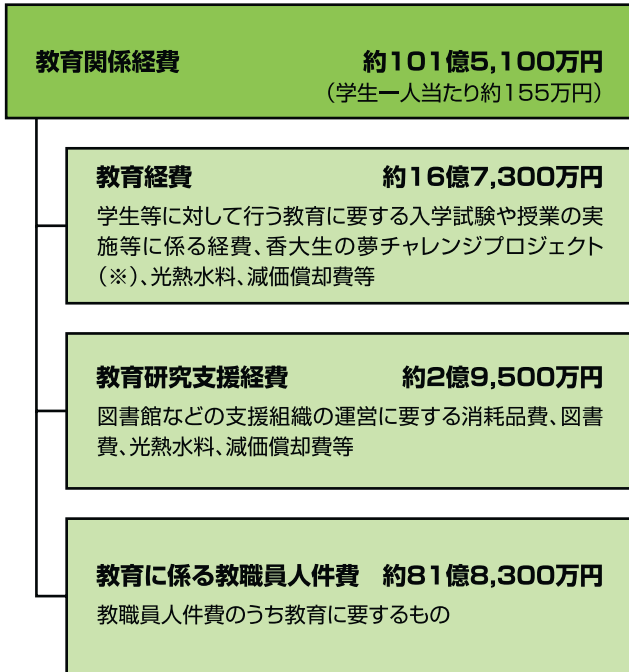 教育関係経費 約101億5,100万円
（学生一人当たり約155万円）
教育経費 約16億7,300万円
学生等に対して行う教育に要する入学試験や授業の実
施等に係る経費、香大生の夢チャレンジプロジェクト
（※）、光熱水料、減価償却費等
教育研究支援経費 約2億9,500万円
図書館などの支援組織の運営に要する消耗品費、図書
費、光熱水料、減価償却費等
教育に係る教職員人件費 約81億8,300万円
教職員人件費のうち教育に要するもの